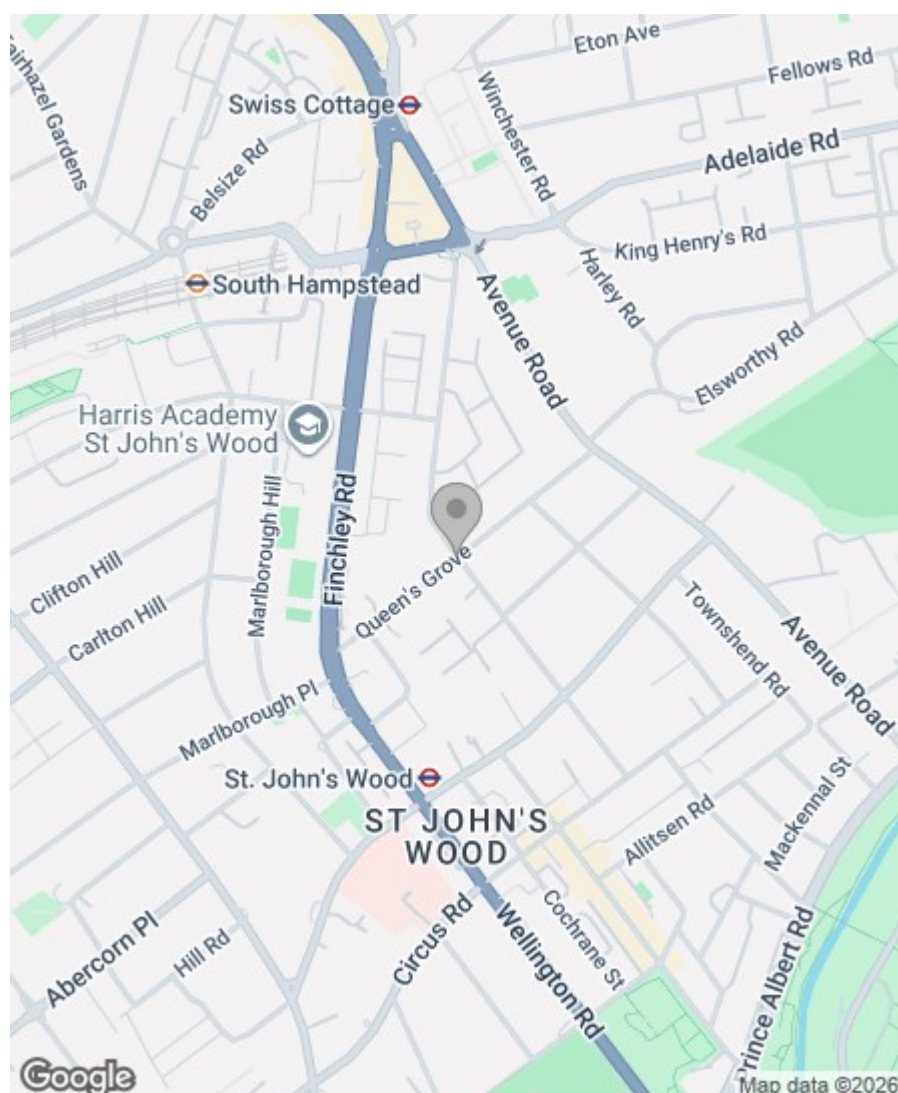 Eton Ave
Fellows Rd
Swiss Cottage
Winchester Rd
Adelaide Rd
Fairhazel Gardens
Belsize Rd
King Henry's Rd
Harley Rd
South Hampstead
Avenue Road
Elsworthy Rd
Harris Academy
St John's Wood
Finchley Rd
Marlborough Hill
Clifton Hill
Carlton Hill
Queen's Grove
Townshend Rd
Avenue Road
Marlborough Pl
St. John's Wood
ST JOHN'S
WOOD
Mackennal St
Allitsen Rd
Cochrane St
Circus Rd
Wellington Rd
Abercorn Pl
Hill Rd
Prince Albert Rd
Google
Map data ©2026